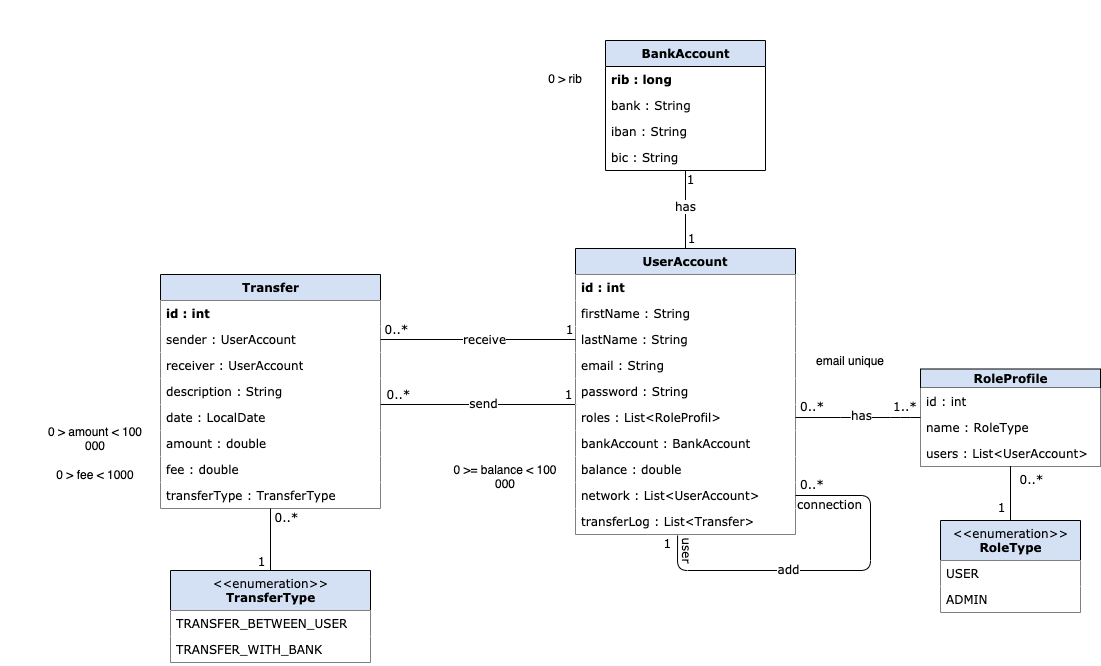 BankAccount
0 > rib
rib : long
bank : String
iban : String
bic : String
1
has
1
UserAccount
id : int
firstName : String
lastName : String
email : String
password : String
roles : List<RoleProfil>
bankAccount : BankAccount
balance : double
network : List<UserAccount>
transferLog : List<Transfer>
Transfer
id : int
sender : UserAccount
receiver : UserAccount
description : String
date : LocalDate
amount : double
fee : double
transferType : TransferType
0..*
receive
1
0..*
send
1
0 > amount < 100
000
0 > fee < 1000
0 >= balance < 100
000
email unique
0..*
has
1..*
RoleProfile
id : int
name : RoleType
users : List<UserAccount>
0..*
connection
1
user
add
0..*
1
<<enumeration>>
TransferType
TRANSFER_BETWEEN_USER
TRANSFER_WITH_BANK
0..*
1
<<enumeration>>
RoleType
USER
ADMIN